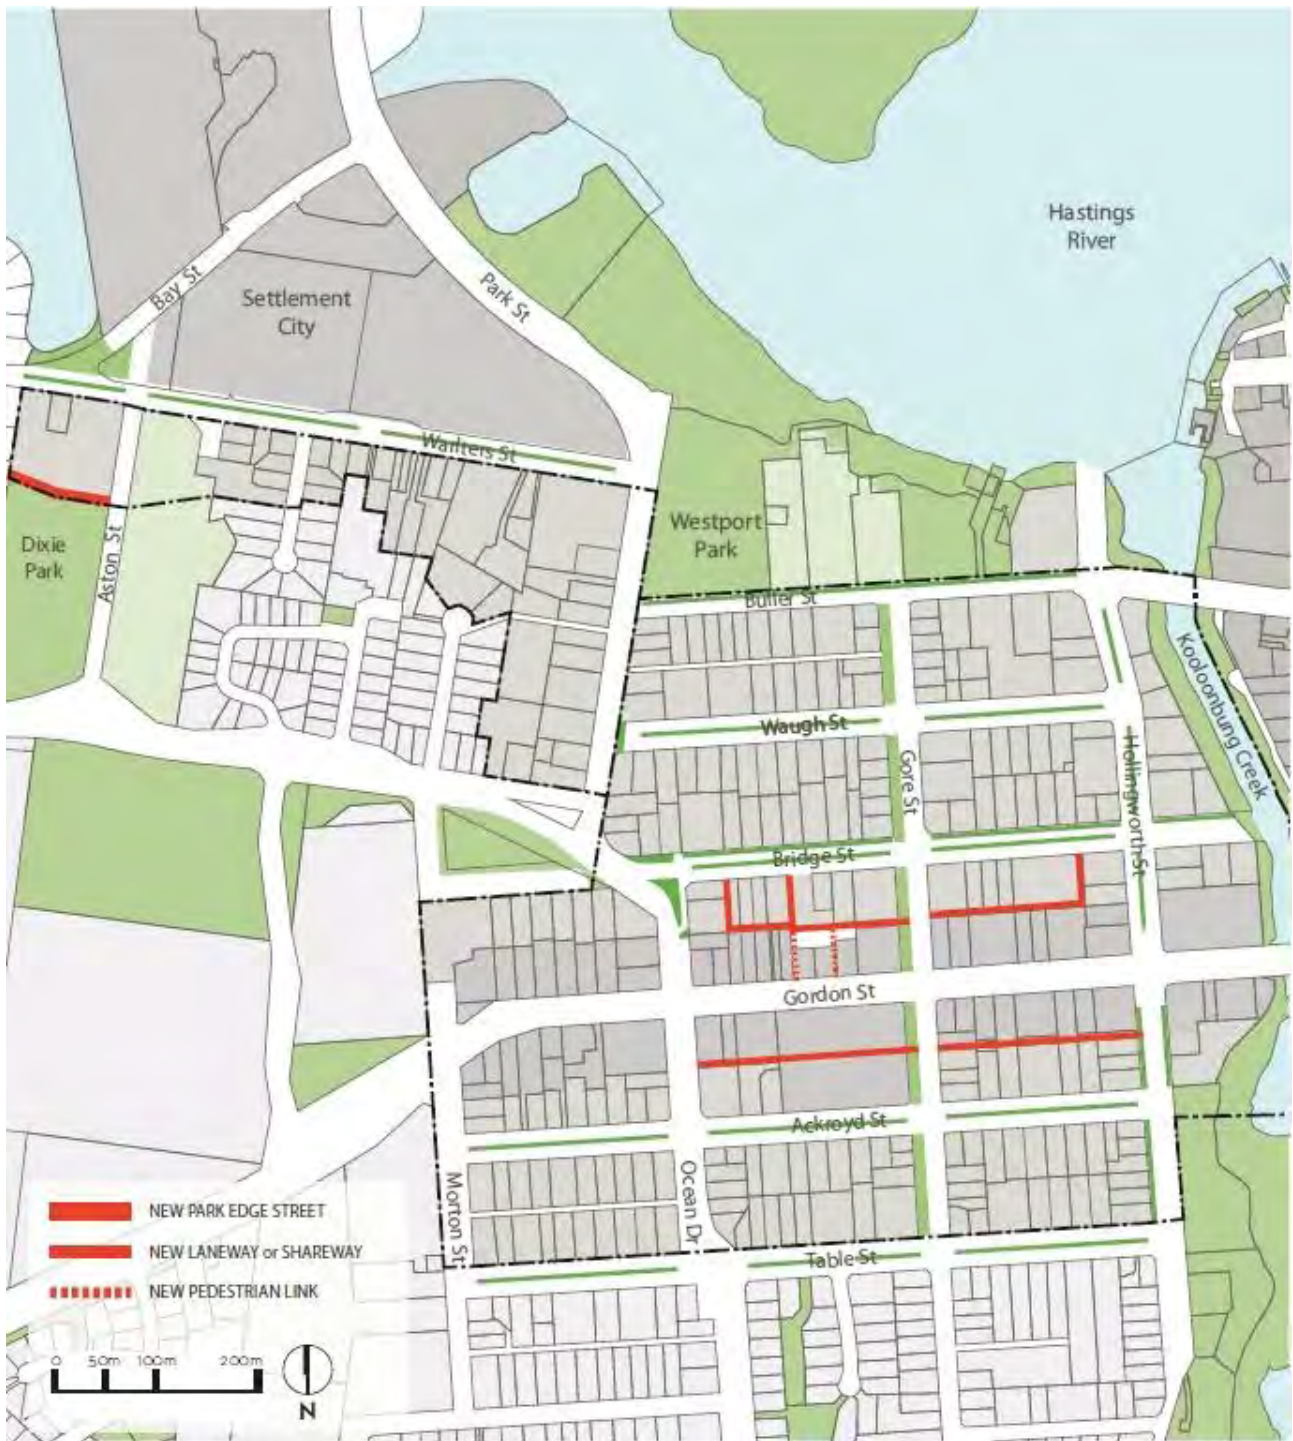 Hastings
River
Bay St
Settlement
City
Park St
Warlters St
Westport
Park
Dixie
Park
Aston St
Buller St
Kooloonbung Creek
Waugh St
Gore St
Hollingworth St
Bridge St
Gordon St
Ackroyd St
Morton St
Ocean Dr
Table St
NEW PARK EDGE STREET
NEW LANEWAY or SHAREWAY
NEW PEDESTRIAN LINK
0 50m 100m 200m
N